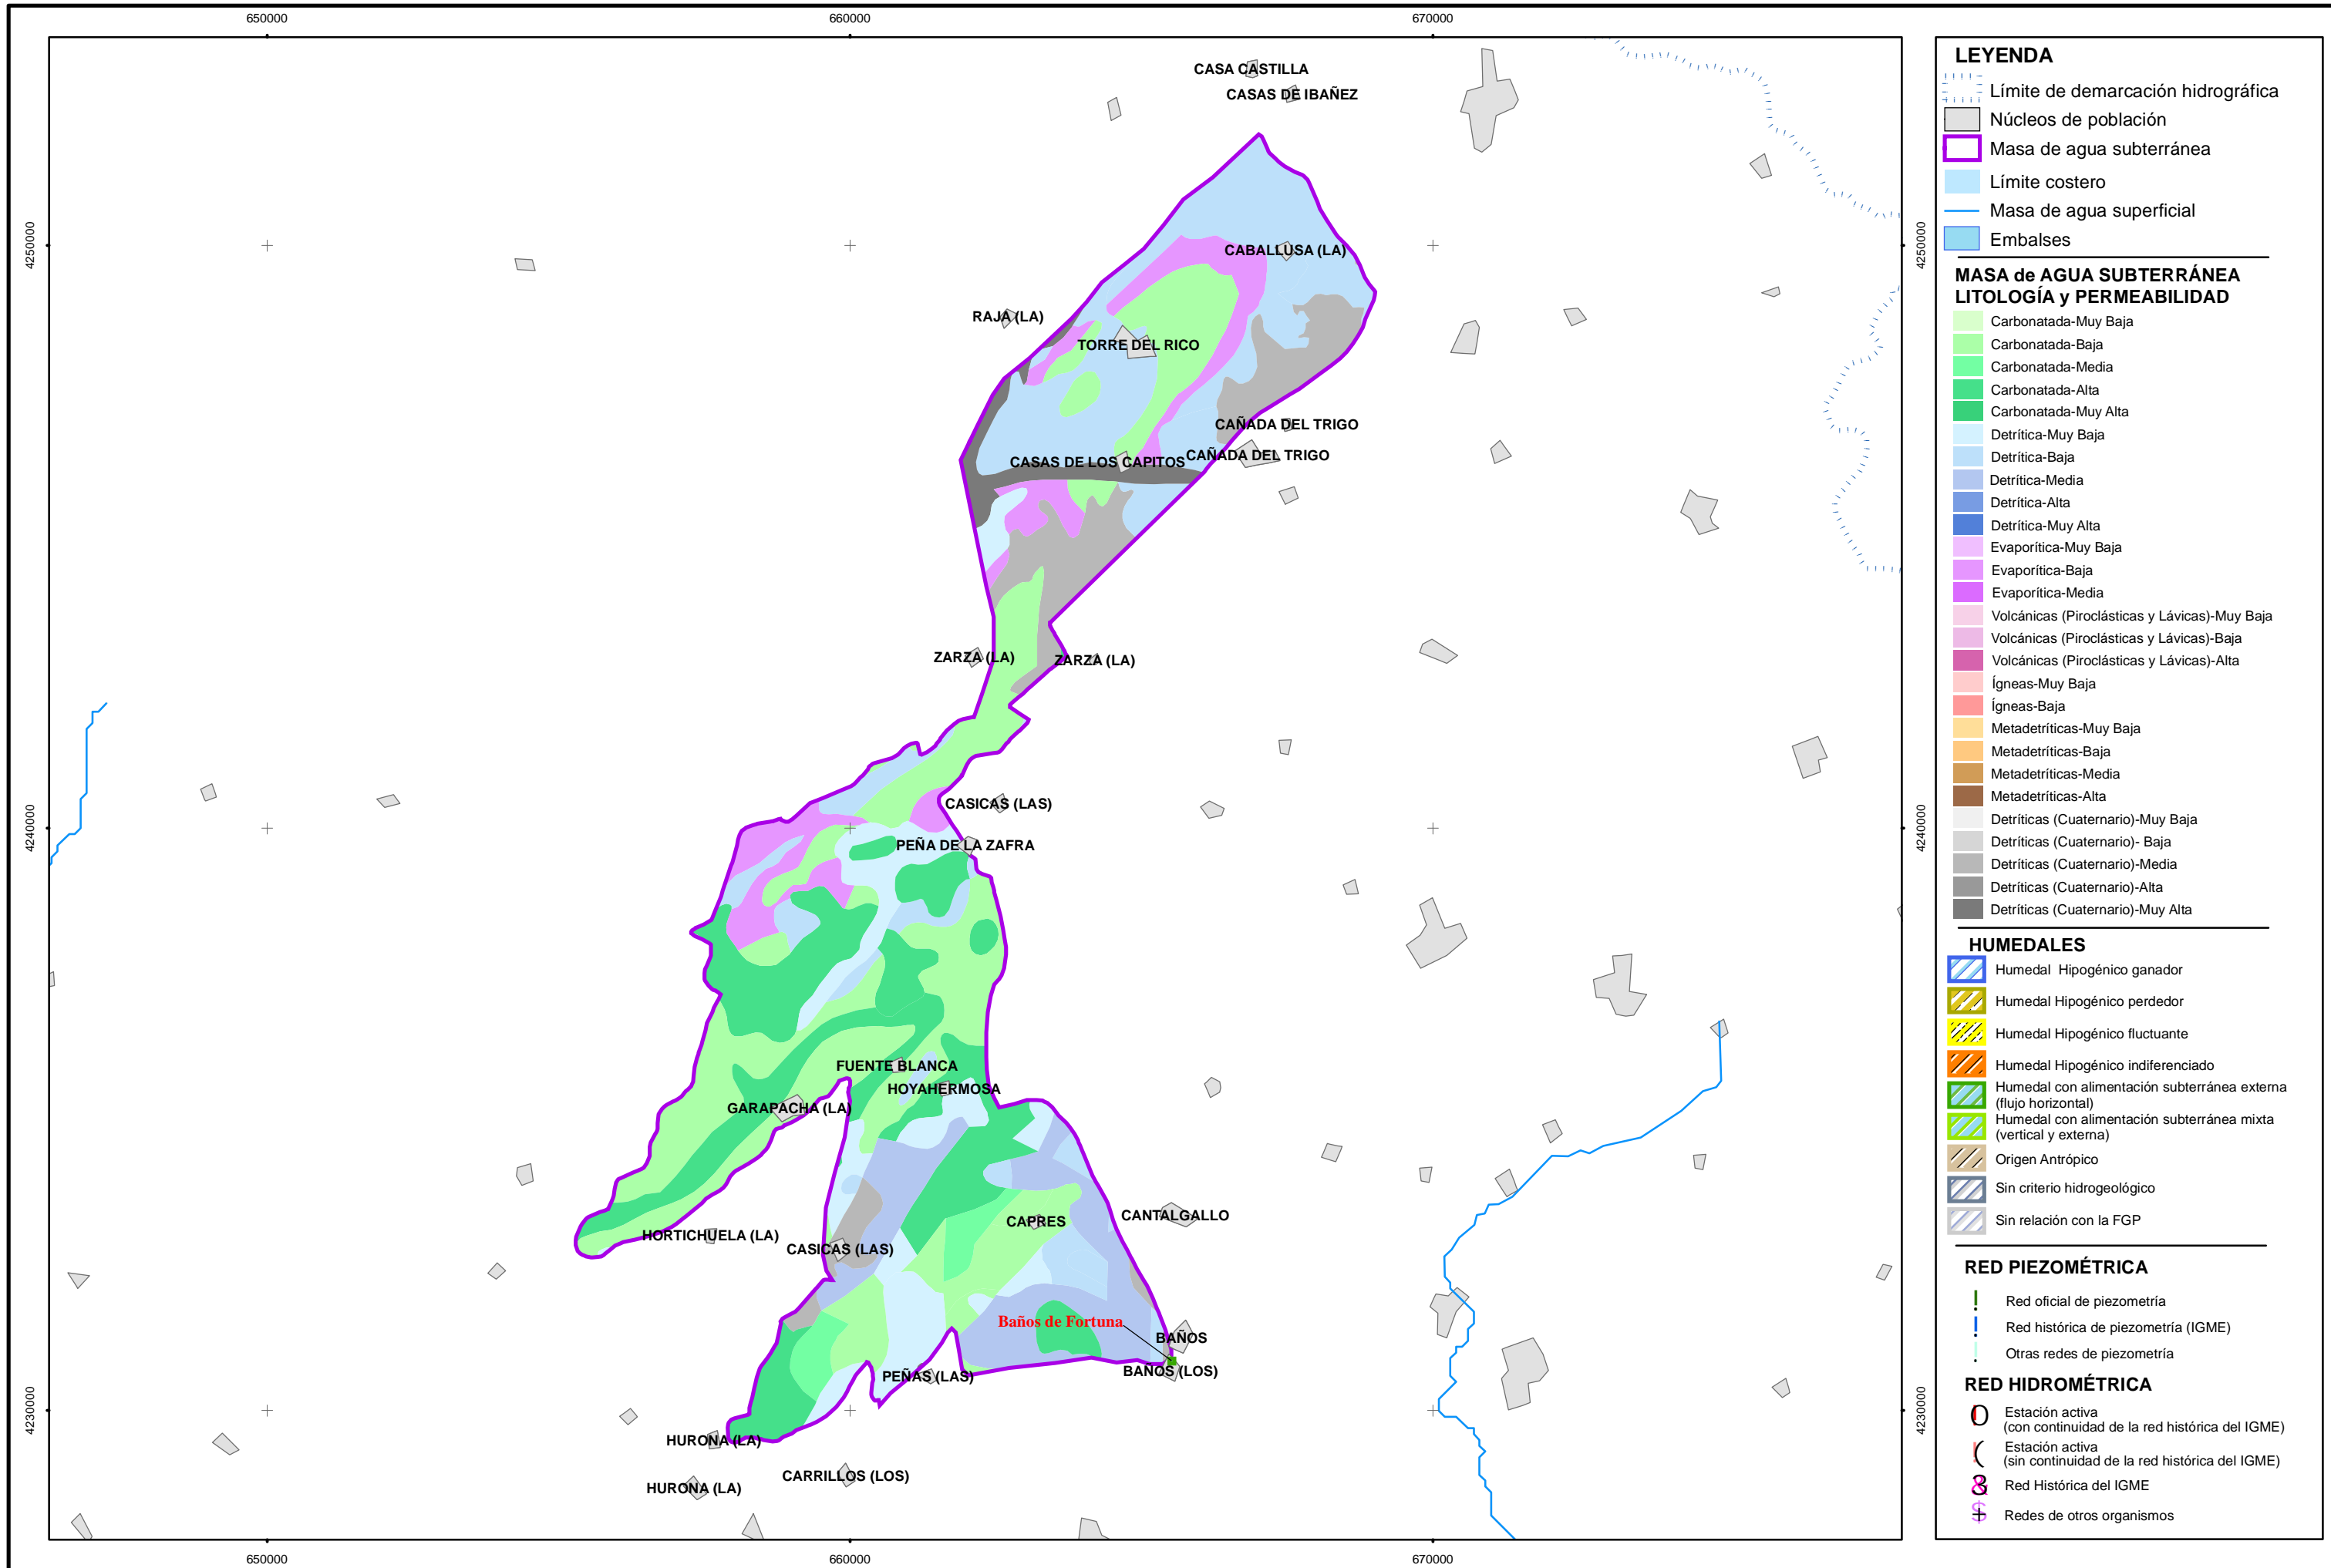 650000
660000
670000
4250000
4240000
4230000
4250000
4240000
4230000
650000
660000
670000
CASA CASTILLA
CASAS DE IBAÑEZ
CABALLUSA (LA)
RAJA (LA)
TORRE DEL RICO
CAÑADA DEL TRIGO
CAÑADA DEL TRIGO
CASAS DE LOS CAPITOS
ZARZA (LA)
ZARZA (LA)
CASICAS (LAS)
PEÑA DE LA ZAFRA
FUENTE BLANCA
HOYAHERMOSA
GARAPACHA (LA)
CAPRES
CANTALGALLO
HORTICHUELA (LA)
CASICAS (LAS)
Baños de Fortuna
BAÑOS
BAÑOS (LOS)
PEÑAS (LAS)
HURONA (LA)
CARRILLOS (LOS)
HURONA (LA)
LEYENDA
Límite de demarcación hidrográfica
Núcleos de población
Masa de agua subterránea
Límite costero
Masa de agua superficial
Embalses
MASA de AGUA SUBTERRÁNEA
LITOLOGÍA y PERMEABILIDAD
Carbonatada-Muy Baja
Carbonatada-Baja
Carbonatada-Media
Carbonatada-Alta
Carbonatada-Muy Alta
Detrítica-Muy Baja
Detrítica-Baja
Detrítica-Media
Detrítica-Alta
Detrítica-Muy Alta
Evaporítica-Muy Baja
Evaporítica-Baja
Evaporítica-Media
Volcánicas (Piroclásticas y Lávicas)-Muy Baja
Volcánicas (Piroclásticas y Lávicas)-Baja
Volcánicas (Piroclásticas y Lávicas)-Alta
Ígneas-Muy Baja
Ígneas-Baja
Metadetríticas-Muy Baja
Metadetríticas-Baja
Metadetríticas-Media
Metadetríticas-Alta
Detríticas (Cuaternario)-Muy Baja
Detríticas (Cuaternario)- Baja
Detríticas (Cuaternario)-Media
Detríticas (Cuaternario)-Alta
Detríticas (Cuaternario)-Muy Alta
HUMEDALES
Humedal Hipogénico ganador
Humedal Hipogénico perdedor
Humedal Hipogénico fluctuante
Humedal Hipogénico indiferenciado
Humedal con alimentación subterránea externa
(flujo horizontal)
Humedal con alimentación subterránea mixta
(vertical y externa)
Origen Antrópico
Sin criterio hidrogeológico
Sin relación con la FGP
RED PIEZOMÉTRICA
Red oficial de piezometría
Red histórica de piezometría (IGME)
Otras redes de piezometría
RED HIDROMÉTRICA
Estación activa
(con continuidad de la red histórica del IGME)
Estación activa
(sin continuidad de la red histórica del IGME)
Red Histórica del IGME
Redes de otros organismos